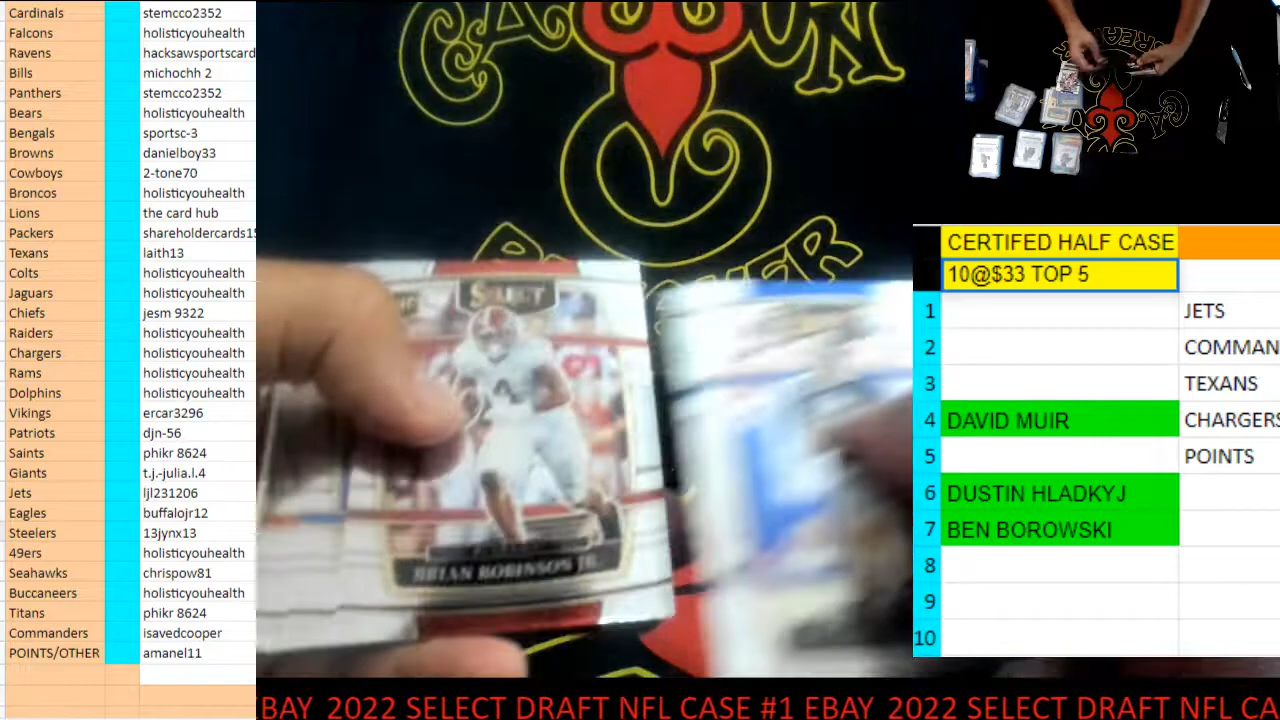 Cardinals stemcco2352
Falcons holisticyouhealth
Ravens hacksawsportscard
Bills michochh 2
Panthers stemcco2352
Bears holisticyouhealth
Bengals sportsc-3
Browns danielboy33
Cowboys 2-tone70
Broncos holisticyouhealth
Lions the card hub
Packers shareholdercards15
Texans laith13
Colts holisticyouhealth
Jaguars holisticyouhealth
Chiefs jesm 9322
Raiders holisticyouhealth
Chargers holisticyouhealth
Rams holisticyouhealth
Dolphins holisticyouhealth
Vikings ercar3296
Patriots djn-56
Saints phikr 8624
Giants t.j.-julia.l.4
Jets ljl231206
Eagles buffalojr12
Steelers 13jynx13
49ers holisticyouhealth
Seahawks chrispow81
Buccaneers holisticyouhealth
Titans phikr 8624
Commanders isavedcooper
POINTS/OTHER amanel11
SELECT
BRIAN ROBINSON JR.
CERTIFED HALF CASE
10@$33 TOP 5
1 JETS
2 COMMAN
3 TEXANS
4 DAVID MUIR CHARGERS
5 POINTS
6 DUSTIN HLADKYJ
7 BEN BOROWSKI
8
9
10
EBAY 2022 SELECT DRAFT NFL CASE #1 EBAY 2022 SELECT DRAFT NFL CA